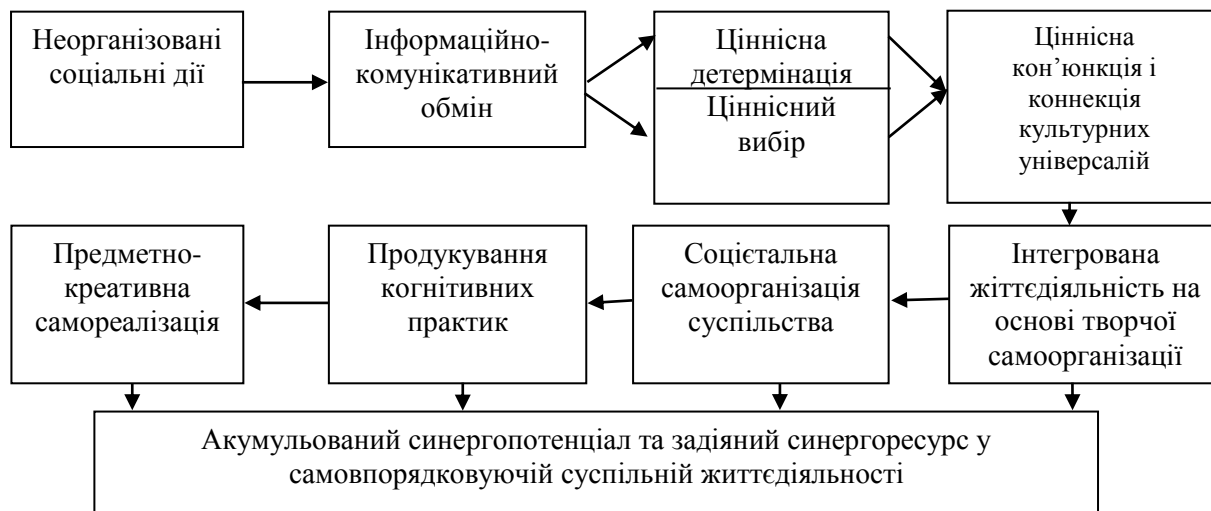 Неорганізовані
соціальні дії
Інформаційно-
комунікативний
обмін
Ціннісна
детермінація
Ціннісний
вибір
Ціннісна
кон’юнкція і
коннекція
культурних
універсалій
Предметно-
креативна
самореалізація
Продукування
когнітивних
практик
Соцієтальна
самоорганізація
суспільства
Інтегрована
жіттєдіяльність на
основі творчої
самоорганізації
Акумульований синергопотенціал та задіяний синергоресурс у
самовпорядковуючій суспільній життєдіяльності